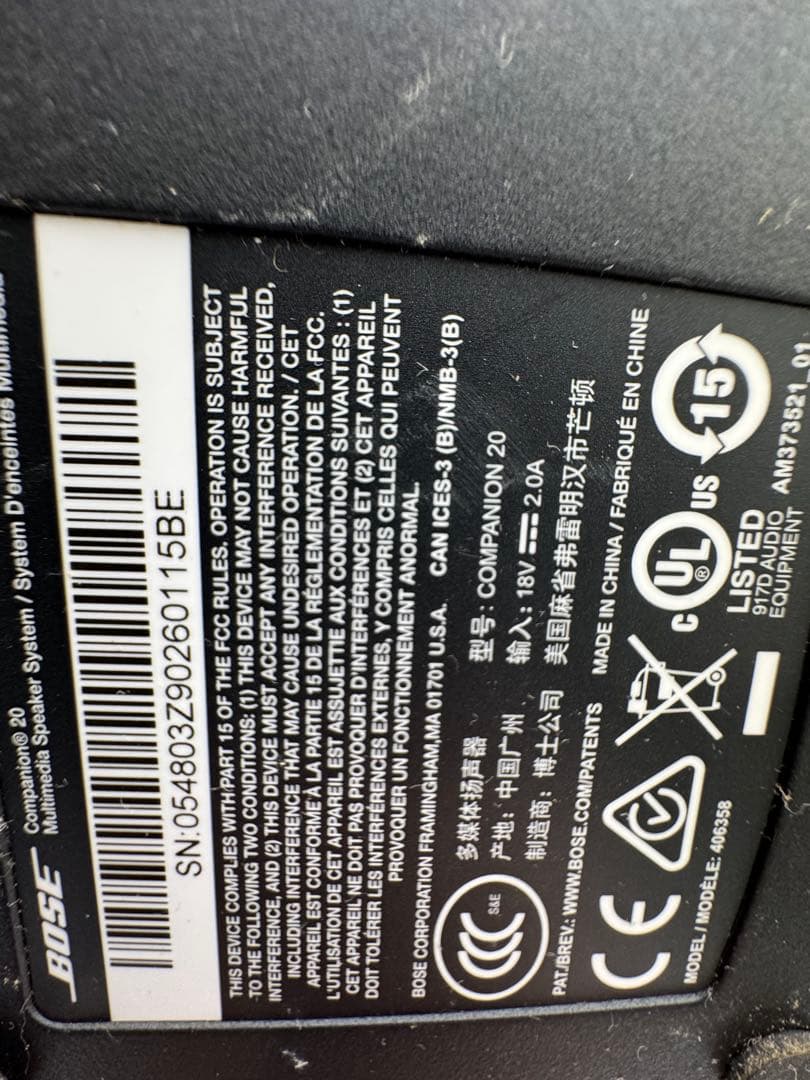 BOSE
Companion® 20
Multimedia Speaker System / System D'enceintes Multimedia
SN:054803Z90260115BE
THIS DEVICE COMPLIES WITH PART 15 OF THE FCC RULES. OPERATION IS SUBJECT
TO THE FOLLOWING TWO CONDITIONS: (1) THIS DEVICE MAY NOT CAUSE HARMFUL
INTERFERENCE, AND (2) THIS DEVICE MUST ACCEPT ANY INTERFERENCE RECEIVED,
INCLUDING INTERFERENCE THAT MAY CAUSE UNDESIRED OPERATION. / CET
APPAREIL EST CONFORME À LA PARTIE 15 DE LA RÉGLEMENTATION DE LA FCC.
L'UTILISATION DE CET APPAREIL EST ASSUJETTIE AUX CONDITIONS SUIVANTES : (1)
CET APPAREIL NE DOIT PAS PROVOQUER D'INTERFÉRENCES ET (2) CET APPAREIL
DOIT TOLÉRER LES INTERFÉRENCES EXTERNES, Y COMPRIS CELLES QUI PEUVENT
PROVOQUER UN FONCTIONNEMENT ANORMAL.
BOSE CORPORATION FRAMINGHAM,MA 01701 U.S.A. CAN ICES-3 (B)/NMB-3(B)
CCC S&E
多媒体扬声器 型号: COMPANION 20
产地: 中国广州 输入: 18V ⎓ 2.0A
制造商: 博士公司 美国麻省弗雷明汉市芒顿
PAT./BREV.: WWW.BOSE.COM/PATENTS MADE IN CHINA / FABRIQUÉ EN CHINE
CE
C UL ® US
15
LISTED
917D AUDIO
EQUIPMENT
MODEL / MODÈLE: 406358
AM373521_01